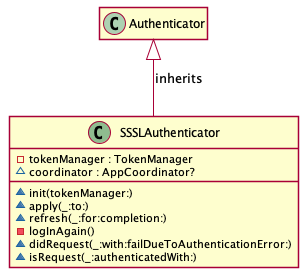 C Authenticator
inherits
C SSSLAuthenticator
tokenManager : TokenManager
coordinator : AppCoordinator?
init(tokenManager:)
apply(_:to:)
refresh(_:for:completion:)
logInAgain()
didRequest(_:with:failDueToAuthenticationError:)
isRequest(_:authenticatedWith:)